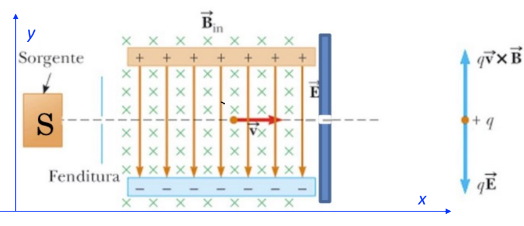 y
B⃗in
Sorgente
+ + + + + + +
E⃗
qv⃗×B⃗
S
v⃗
+ q
Fenditura
− − − − − − −
qE⃗
x